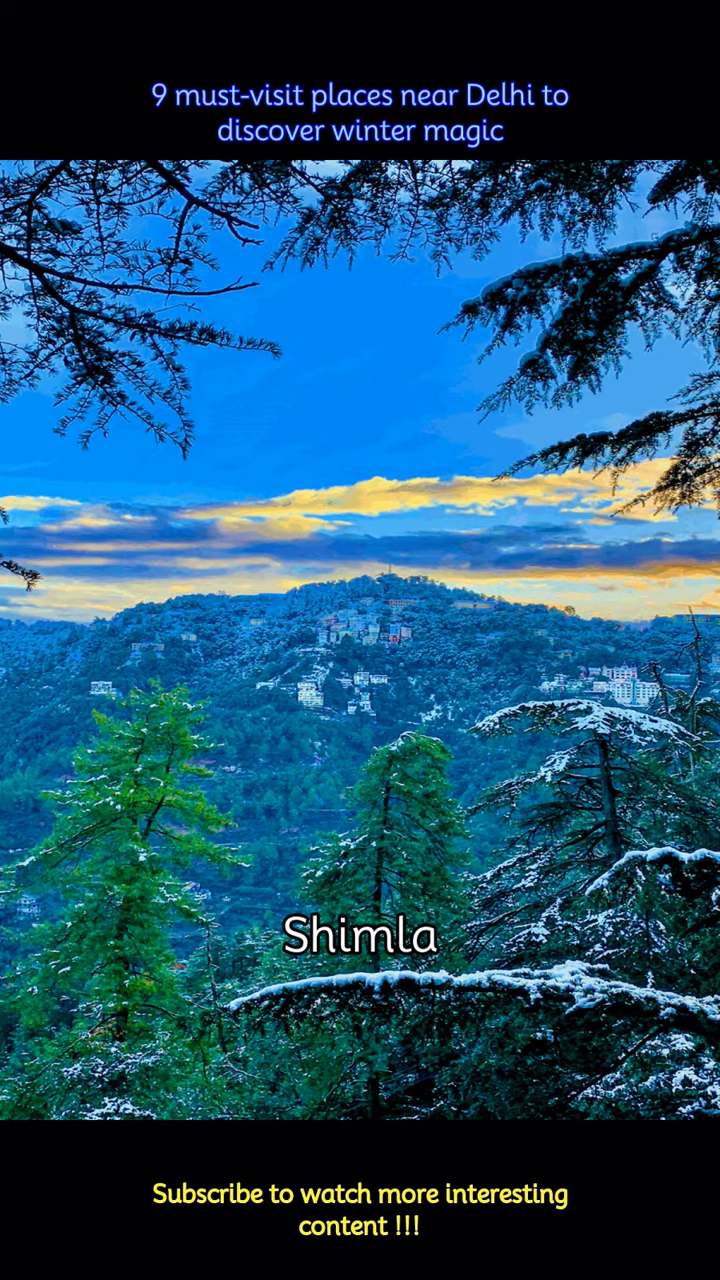 9 must-visit places near Delhi to
discover winter magic
Shimla
Subscribe to watch more interesting
content !!!